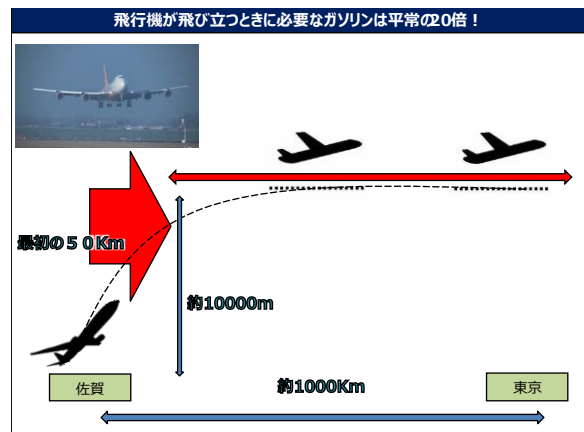 飛行機が飛び立つときに必要なガソリンは平常の20倍！
最初の５０Km
約10000m
佐賀
約1000Km
東京